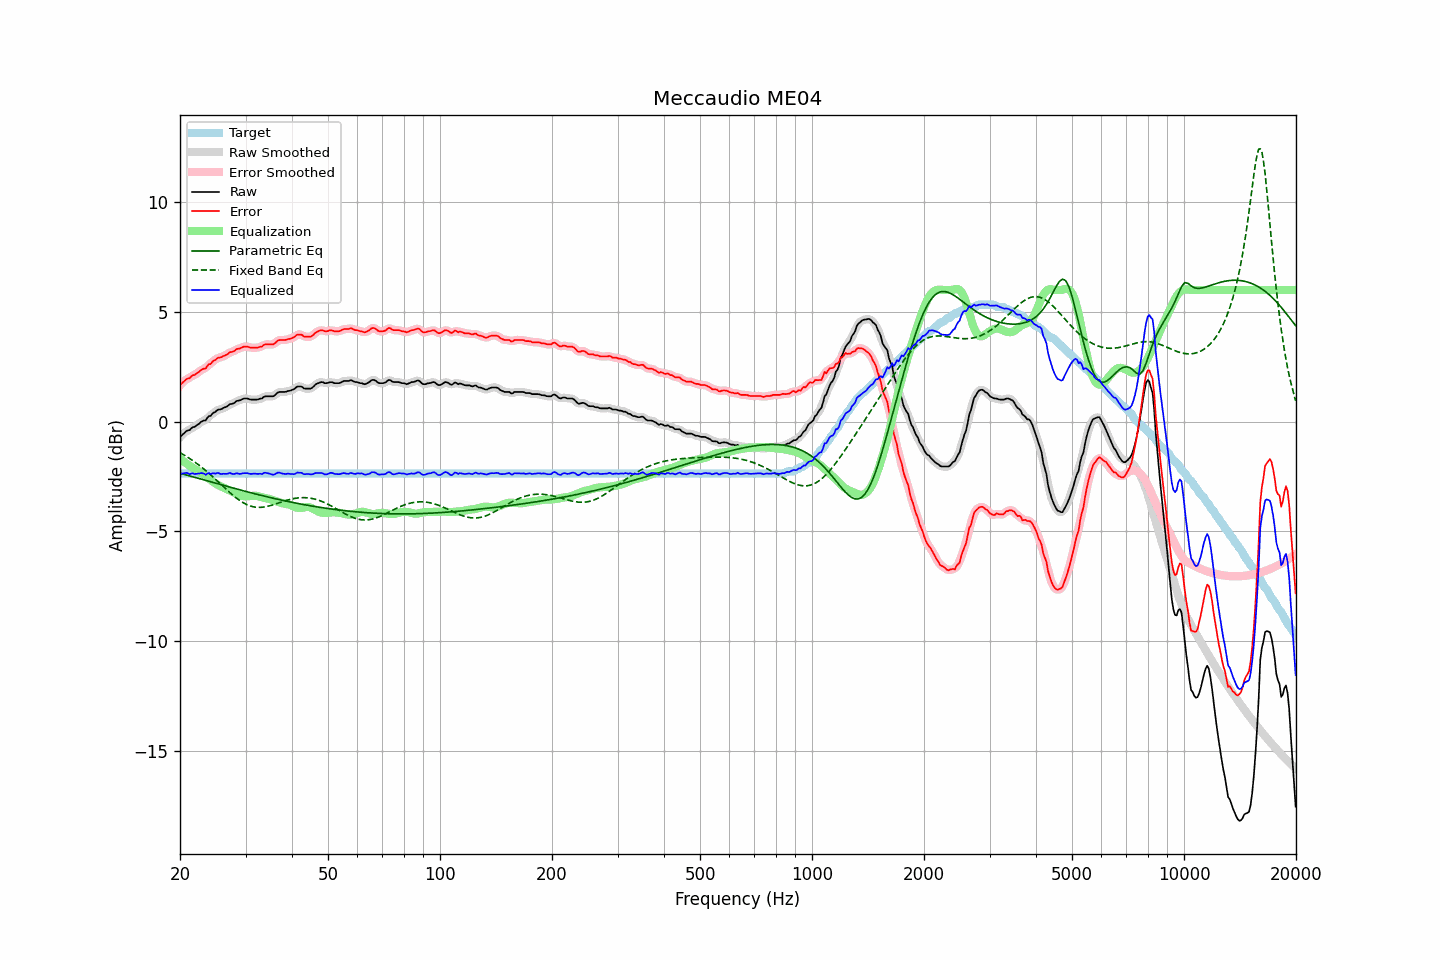 Meccaudio ME04
Target
Raw Smoothed
Error Smoothed
Raw
Error
Equalization
Parametric Eq
Fixed Band Eq
Equalized
10
5
0
−5
−10
−15
Amplitude (dBr)
20 50 100 200 500 1000 2000 5000 10000 20000
Frequency (Hz)